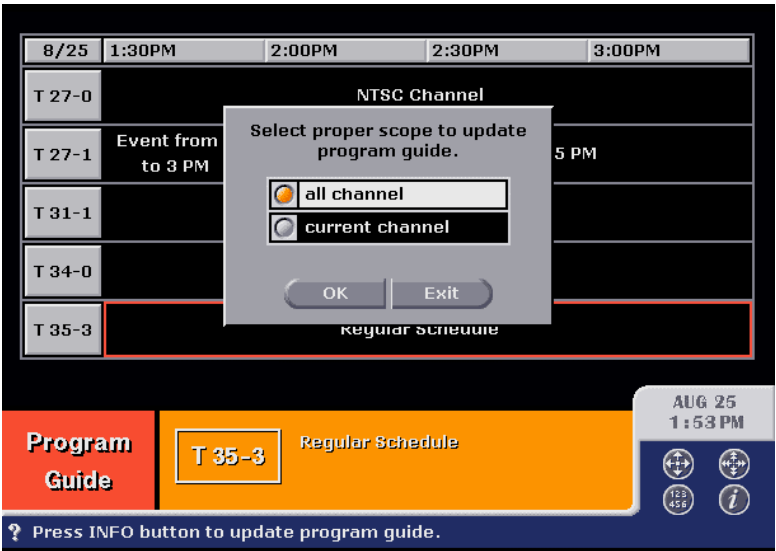 8/25 1:30PM 2:00PM 2:30PM 3:00PM
T 27-0 NTSC Channel
T 27-1 Event from
to 3 PM
5 PM
T 31-1
T 34-0
T 35-3 Regular Schedule
Select proper scope to update
program guide.
all channel
current channel
OK Exit
AUG 25
1:53 PM
Program
Guide
T 35-3 Regular Schedule
123
456
i
? Press INFO button to update program guide.